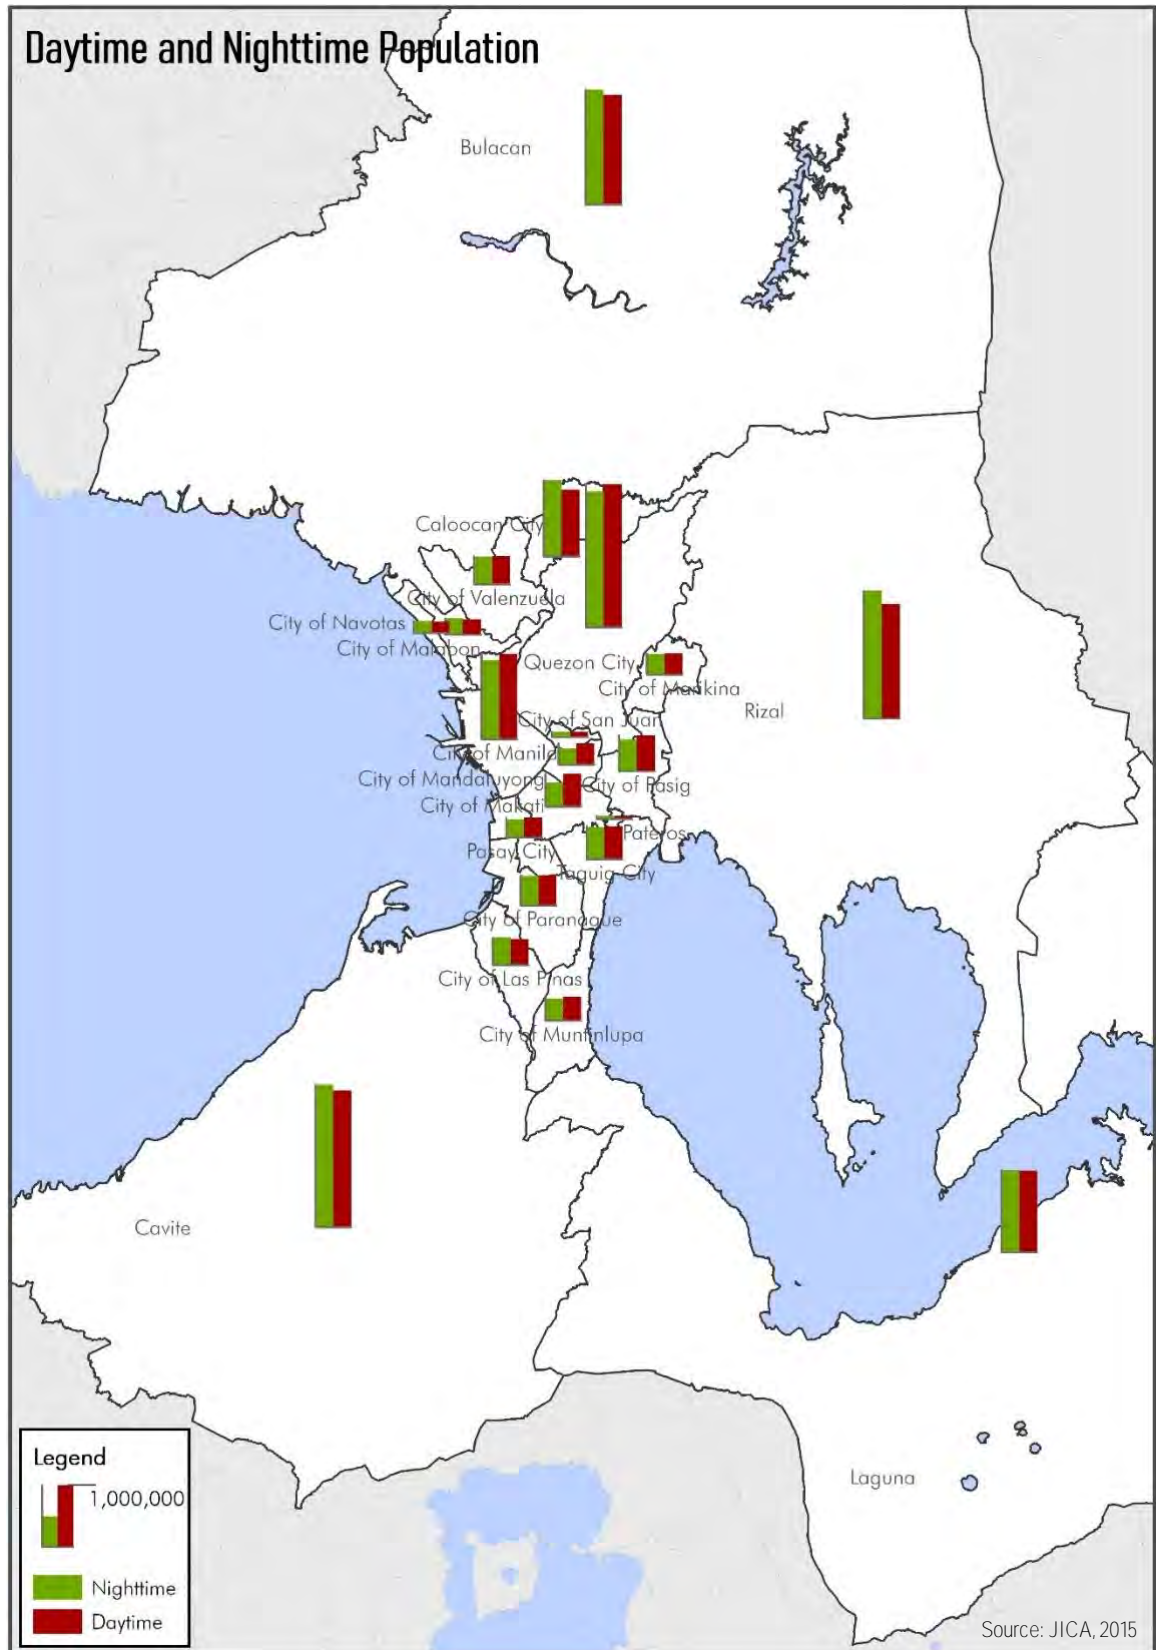 Daytime and Nighttime Population
Bulacan
Caloocan City
City of Valenzuela
City of Navotas
City of Malabon
Quezon City
City of Marikina
Rizal
City of San Juan
City of Manila
City of Mandaluyong
City of Pasig
City of Makati
Pateros
Pasay City
Taguig City
City of Paranaque
City of Las Pinas
City of Muntinlupa
Cavite
Laguna
Legend
1,000,000
Nighttime
Daytime
Source: JICA, 2015